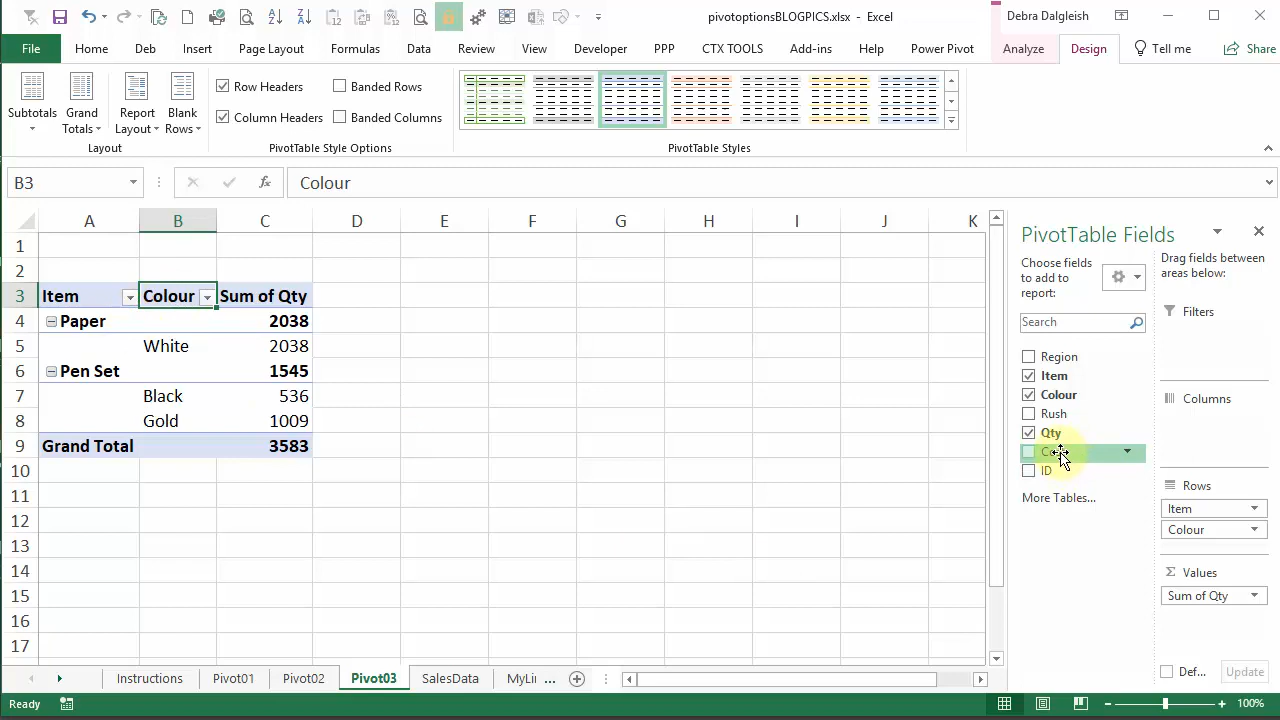 pivotoptionsBLOGPICS.xlsx - Excel
Debra Dalgleish
File Home Deb Insert Page Layout Formulas Data Review View Developer PPP CTX TOOLS Add-ins Help Power Pivot Analyze Design Tell me Share
Subtotals
Grand Totals
Report Layout
Blank Rows
Row Headers
Banded Rows
Column Headers
Banded Columns
Layout
PivotTable Style Options
PivotTable Styles
B3
fx
Colour
A B C D E F G H I J K
1
2
3 Item Colour Sum of Qty
4 Paper 2038
5 White 2038
6 Pen Set 1545
7 Black 536
8 Gold 1009
9 Grand Total 3583
10
11
12
13
14
15
16
17
PivotTable Fields
Choose fields
to add to
report:
Search
Region
Item
Colour
Rush
Qty
ID
More Tables...
Drag fields between
areas below:
Filters
Columns
Rows
Item
Colour
Σ Values
Sum of Qty
Def...
Update
Instructions Pivot01 Pivot02 Pivot03 SalesData MyLin ...
Ready
100%